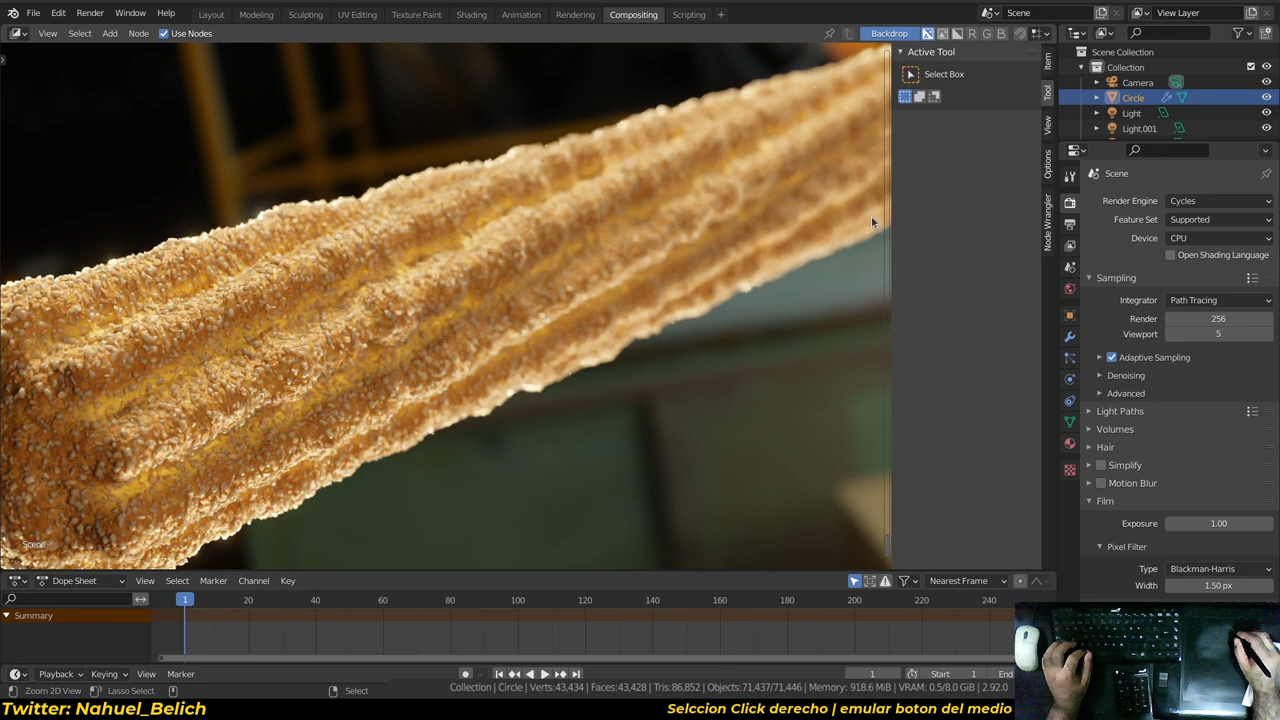 File Edit Render Window Help Layout Modeling Sculpting UV Editing Texture Paint Shading Animation Rendering Compositing Scripting + Scene View Layer
View Select Add Node Use Nodes Backdrop R G B
Active Tool
Select Box
Item
Tool
View
Options
Node Wrangler
Scene Collection
Collection
Camera
Circle
Light
Light.001
Scene
Render Engine Cycles
Feature Set Supported
Device CPU
Open Shading Language
Sampling
Integrator Path Tracing
Render 256
Viewport 5
Adaptive Sampling
Denoising
Advanced
Light Paths
Volumes
Hair
Simplify
Motion Blur
Film
Exposure 1.00
Pixel Filter
Type Blackman-Harris
Width 1.50 px
Scene
Dope Sheet View Select Marker Channel Key Nearest Frame
1 20 40 60 80 100 120 140 160 180 200 220 240
Summary
Playback Keying View Marker 1 Start 1 End
Zoom 2D View Lasso Select Select Collection | Circle | Verts:43,434 | Faces:43,428 | Tris:86,852 | Objects:71,437/71,446 | Memory: 918.6 MiB | VRAM: 0.5/8.0 GiB | 2.92.0
Twitter: Nahuel_Belich Selccion Click derecho | emular boton del medio